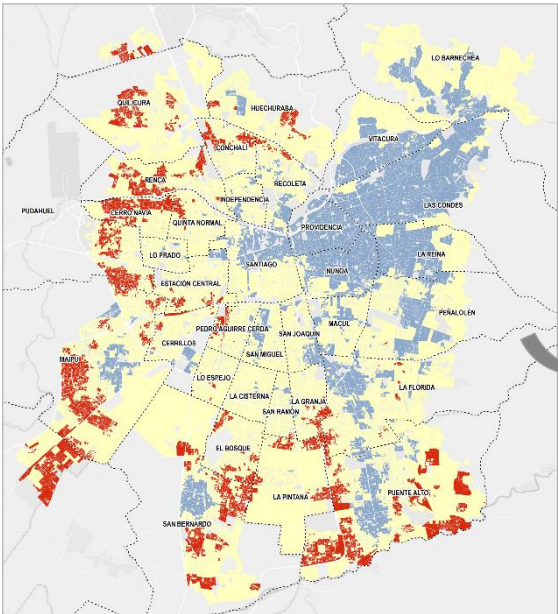 LO BARNECHEA
QUILICURA
HUECHURABA
VITACURA
CONCHALÍ
RENCA
RECOLETA
INDEPENDENCIA
LAS CONDES
PUDAHUEL
CERRO NAVIA
QUINTA NORMAL
PROVIDENCIA
LO PRADO
SANTIAGO
LA REINA
ÑUÑOA
ESTACIÓN CENTRAL
PEÑALOLÉN
MACUL
PEDRO AGUIRRE CERDA
SAN JOAQUÍN
CERRILLOS
SAN MIGUEL
MAIPÚ
LO ESPEJO
LA FLORIDA
LA CISTERNA
LA GRANJA
SAN RAMÓN
EL BOSQUE
LA PINTANA
PUENTE ALTO
SAN BERNARDO